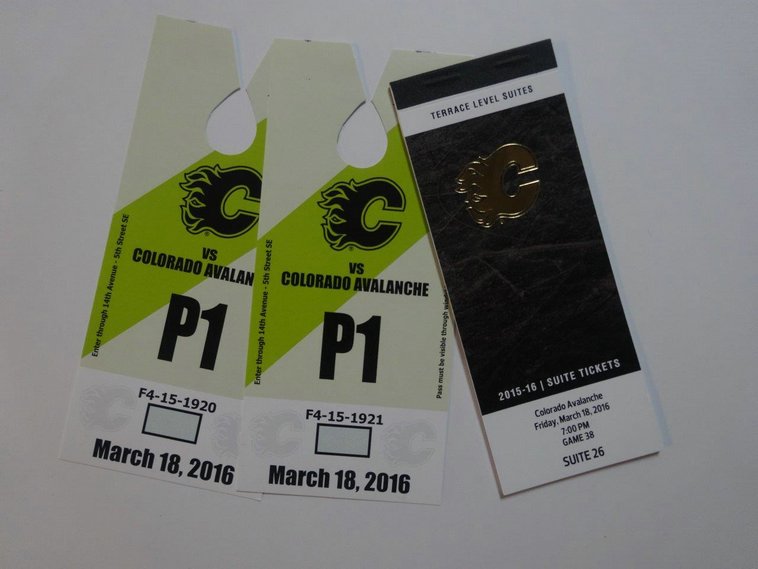 C
VS
COLORADO AVALAN
P1
Enter through 14th Avenue - 5th Street SE
F4-15-1920
March 18, 2016
C
VS
COLORADO AVALANCHE
P1
Enter through 14th Avenue - 5th Street SE
Pass must be visible through
F4-15-1921
March 18, 2016
TERRACE LEVEL SUITES
C
2015-16 | SUITE TICKETS
Colorado Avalanche
Friday, March 18, 2016
7:00 PM
GAME 38
SUITE 26